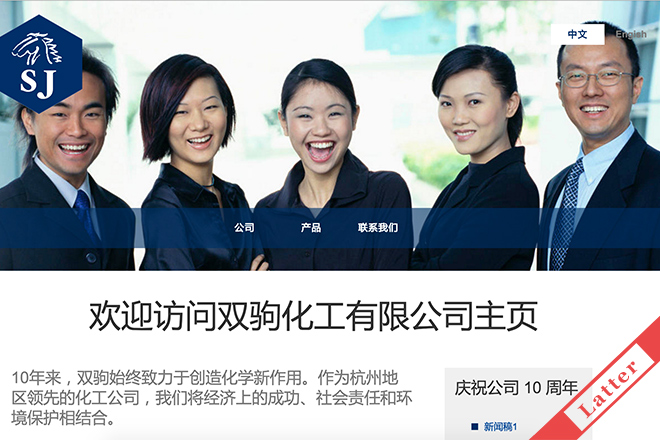 SJ
中文
English
公司
产品
联系我们
欢迎访问双驹化工有限公司主页
10年来，双驹始终致力于创造化学新作用。作为杭州地
区领先的化工公司，我们将经济上的成功、社会责任和环
境保护相结合。
庆祝公司 10 周年
新闻稿1
Latter